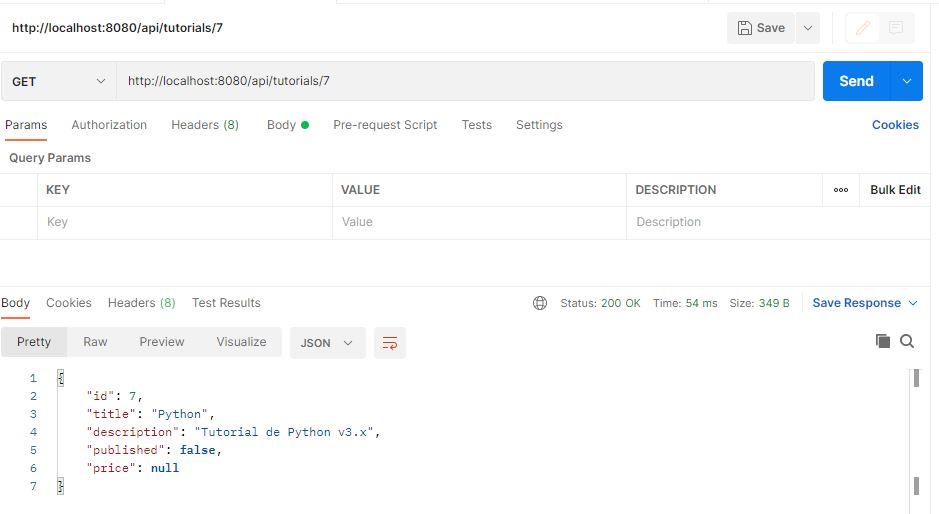 http://localhost:8080/api/tutorials/7 Save
GET http://localhost:8080/api/tutorials/7 Send
Params Authorization Headers (8) Body Pre-request Script Tests Settings Cookies
Query Params
KEY VALUE DESCRIPTION ooo Bulk Edit
Key Value Description
Body Cookies Headers (8) Test Results Status: 200 OK Time: 54 ms Size: 349 B Save Response
Pretty Raw Preview Visualize JSON
1 {
2 "id": 7,
3 "title": "Python",
4 "description": "Tutorial de Python v3.x",
5 "published": false,
6 "price": null
7 }